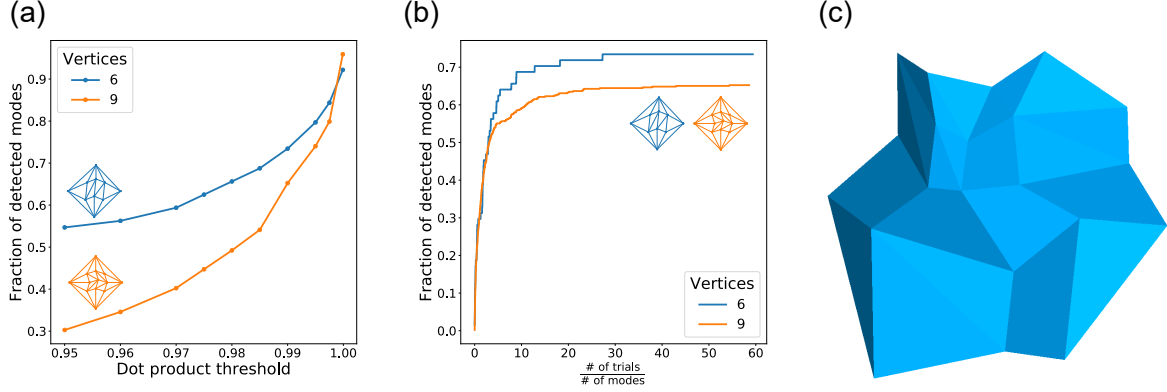 (a)
Fraction of detected modes
0.9
0.8
0.7
0.6
0.5
0.4
0.3
Vertices
6
9
0.95 0.96 0.97 0.98 0.99 1.00
Dot product threshold
(b)
Fraction of detected modes
0.7
0.6
0.5
0.4
0.3
0.2
0.1
0.0
Vertices
6
9
0 10 20 30 40 50 60
# of trials
# of modes
(c)